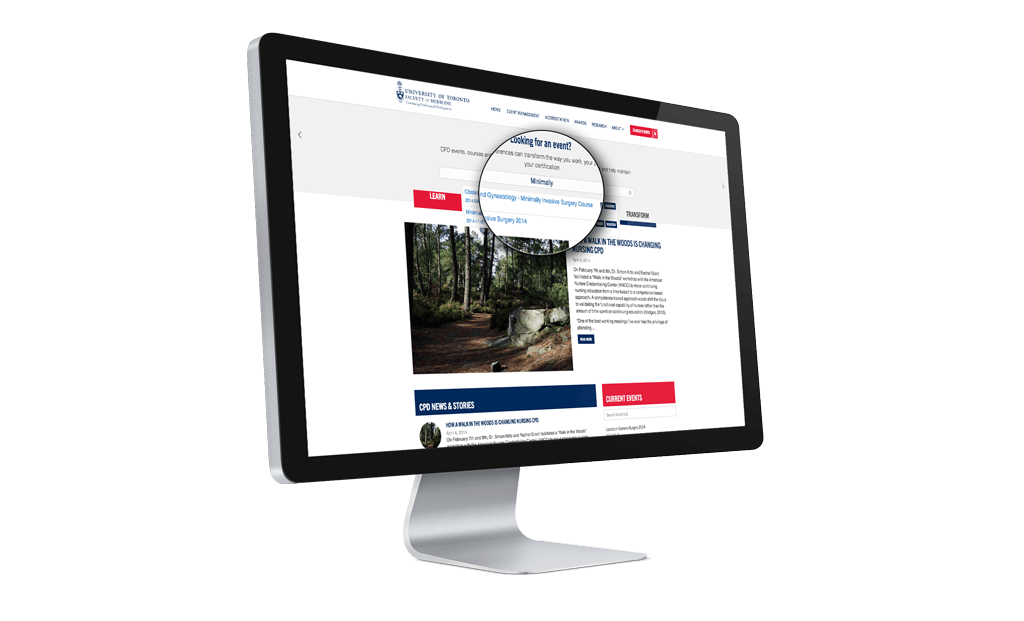 UNIVERSITY OF TORONTO
FACULTY OF MEDICINE
Continuing Professional Development
HOME EVENT MANAGEMENT ACCREDITATION AWARDS RESEARCH ABOUT
SEARCH EVENTS
Looking for an event?
CPD events, courses and conferences can transform the way you work, your and help maintain
your certification
Minimally
LEARN
and Gynaecology - Minimally Invasive Surgery Course
Surgery 2014
TRANSFORM
A WALK IN THE WOODS IS CHANGING
NURSING CPD
April 4, 2014
On February 7th and 8th, Dr. Simon Kitto and Rachel Grant
facilitated a "Walk in the Woods" workshop with the American
Nurses Credentialing Center (ANCC) to move continuing
nursing education from a time based to a competence-based
approach. A competence-based approach would shift the focus
to validating the functional capability of nurses rather than the
amount of time spent on continuing education (Hodges, 2010).
"One of the best working meetings I've ever had the privilege of
attending...
READ MORE
CPD NEWS & STORIES
HOW A WALK IN THE WOODS IS CHANGING NURSING CPD
April 4, 2014
On February 7th and 8th, Dr. Simon Kitto and Rachel Grant facilitated a "Walk in the Woods"
CURRENT EVENTS
Search Event List
Update in General Surgery 2014